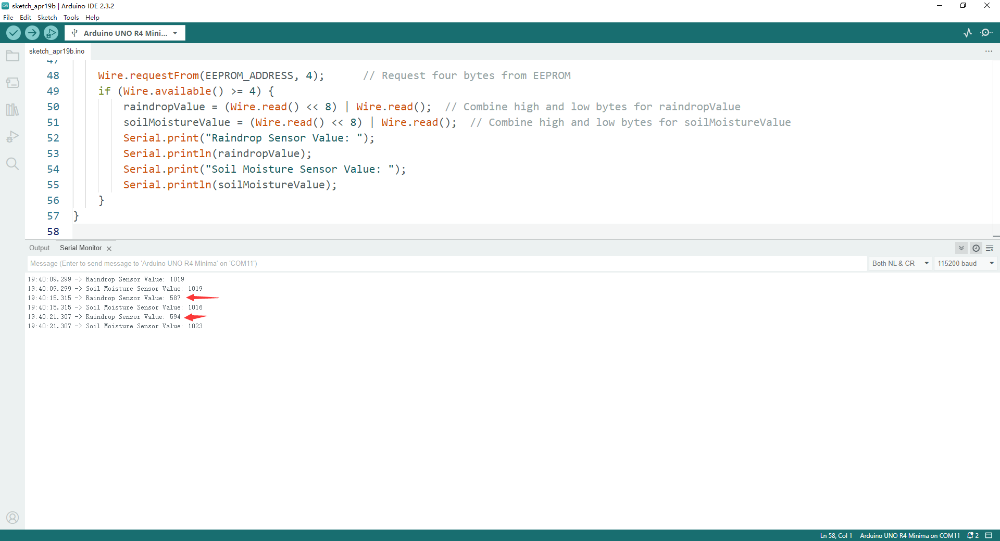 sketch_apr19b | Arduino IDE 2.3.2
File Edit Sketch Tools Help
Arduino UNO R4 Mini...
sketch_apr19b.ino
47
48 Wire.requestFrom(EEPROM_ADDRESS, 4); // Request four bytes from EEPROM
49 if (Wire.available() >= 4) {
50 raindropValue = (Wire.read() << 8) | Wire.read(); // Combine high and low bytes for raindropValue
51 soilMoistureValue = (Wire.read() << 8) | Wire.read(); // Combine high and low bytes for soilMoistureValue
52 Serial.print("Raindrop Sensor Value: ");
53 Serial.println(raindropValue);
54 Serial.print("Soil Moisture Sensor Value: ");
55 Serial.println(soilMoistureValue);
56 }
57 }
58
Output Serial Monitor
Message (Enter to send message to 'Arduino UNO R4 Minima' on 'COM11') Both NL & CR 115200 baud
19:40:09.299 -> Raindrop Sensor Value: 1019
19:40:09.299 -> Soil Moisture Sensor Value: 1019
19:40:15.315 -> Raindrop Sensor Value: 587
19:40:15.315 -> Soil Moisture Sensor Value: 1016
19:40:21.307 -> Raindrop Sensor Value: 594
19:40:21.307 -> Soil Moisture Sensor Value: 1023
Ln 58, Col 1 Arduino UNO R4 Minima on COM11 2